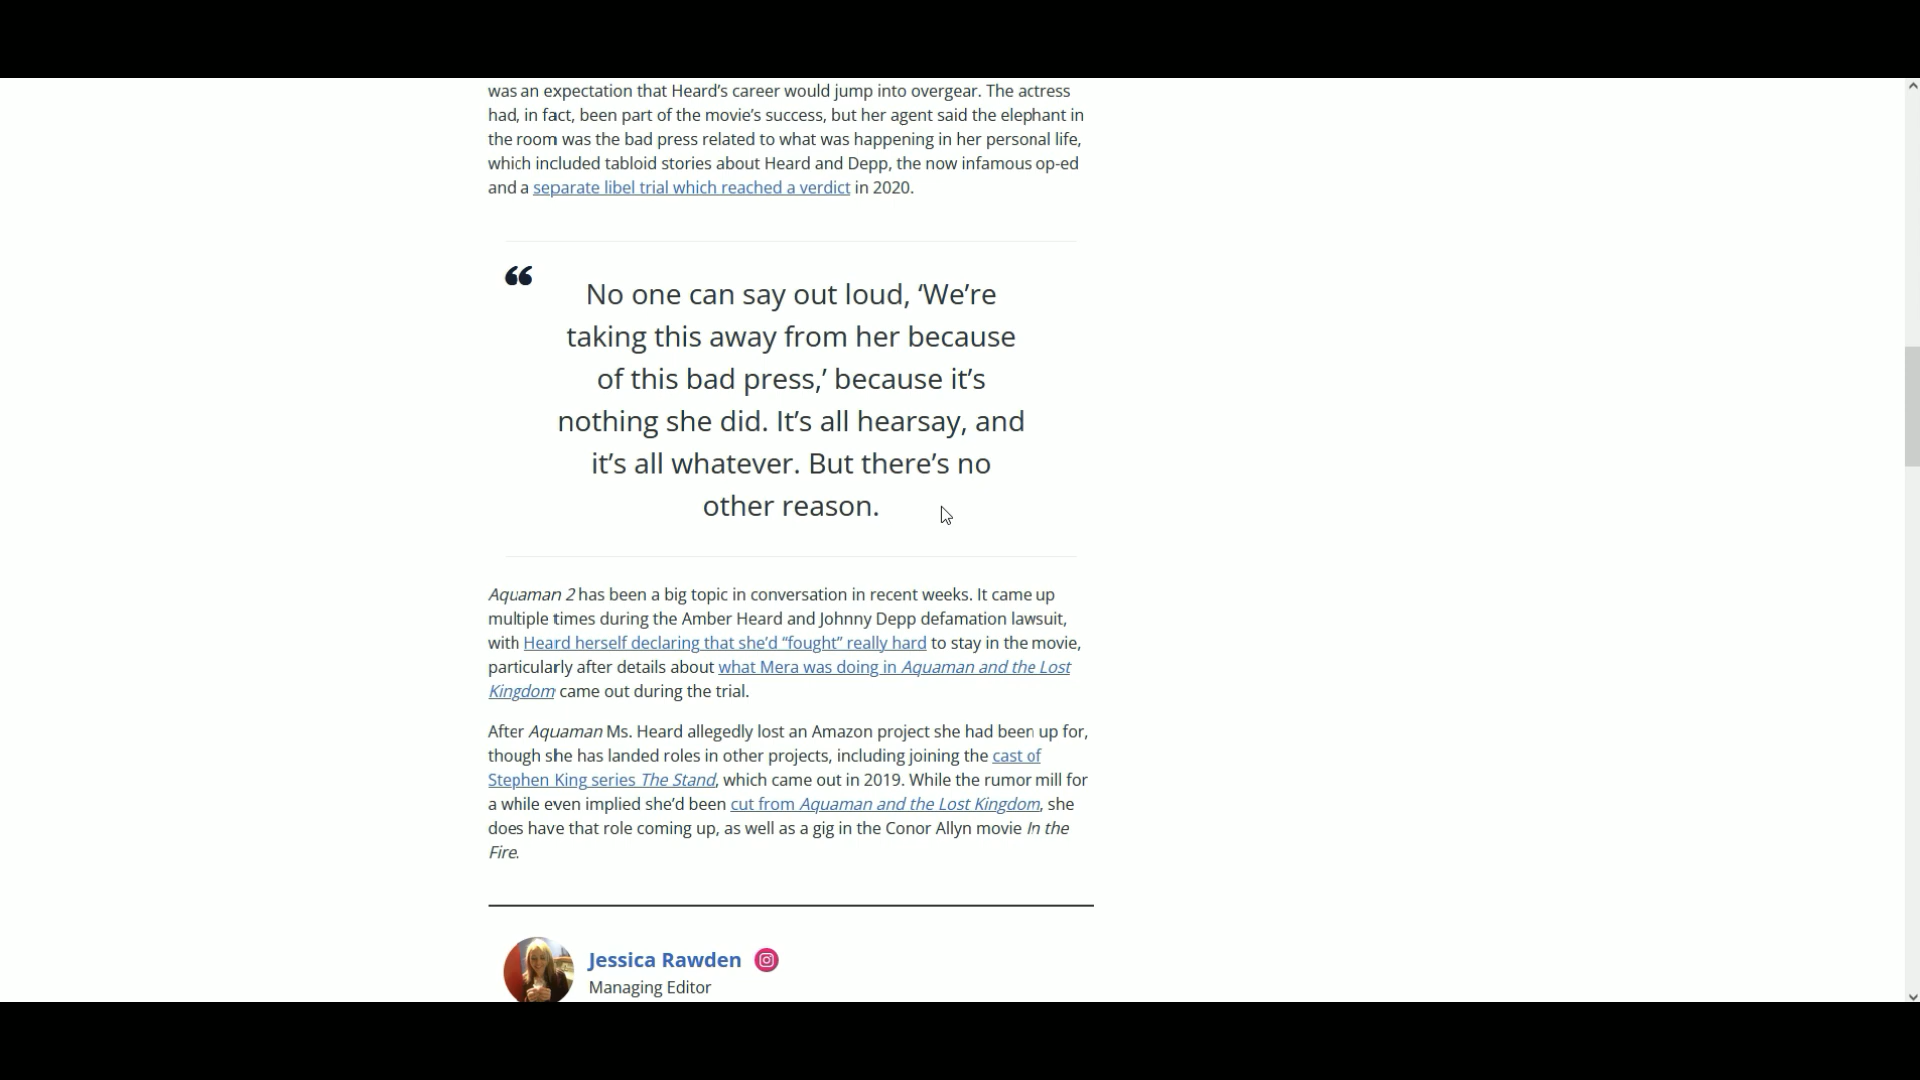 was an expectation that Heard’s career would jump into overgear. The actress
had, in fact, been part of the movie’s success, but her agent said the elephant in
the room was the bad press related to what was happening in her personal life,
which included tabloid stories about Heard and Depp, the now infamous op-ed
and a separate libel trial which reached a verdict in 2020.
“
No one can say out loud, ‘We’re
taking this away from her because
of this bad press,’ because it’s
nothing she did. It’s all hearsay, and
it’s all whatever. But there’s no
other reason.
Aquaman 2 has been a big topic in conversation in recent weeks. It came up
multiple times during the Amber Heard and Johnny Depp defamation lawsuit,
with Heard herself declaring that she’d “fought” really hard to stay in the movie,
particularly after details about what Mera was doing in Aquaman and the Lost
Kingdom came out during the trial.
After Aquaman Ms. Heard allegedly lost an Amazon project she had been up for,
though she has landed roles in other projects, including joining the cast of
Stephen King series The Stand, which came out in 2019. While the rumor mill for
a while even implied she’d been cut from Aquaman and the Lost Kingdom, she
does have that role coming up, as well as a gig in the Conor Allyn movie In the
Fire.
Jessica Rawden
Managing Editor